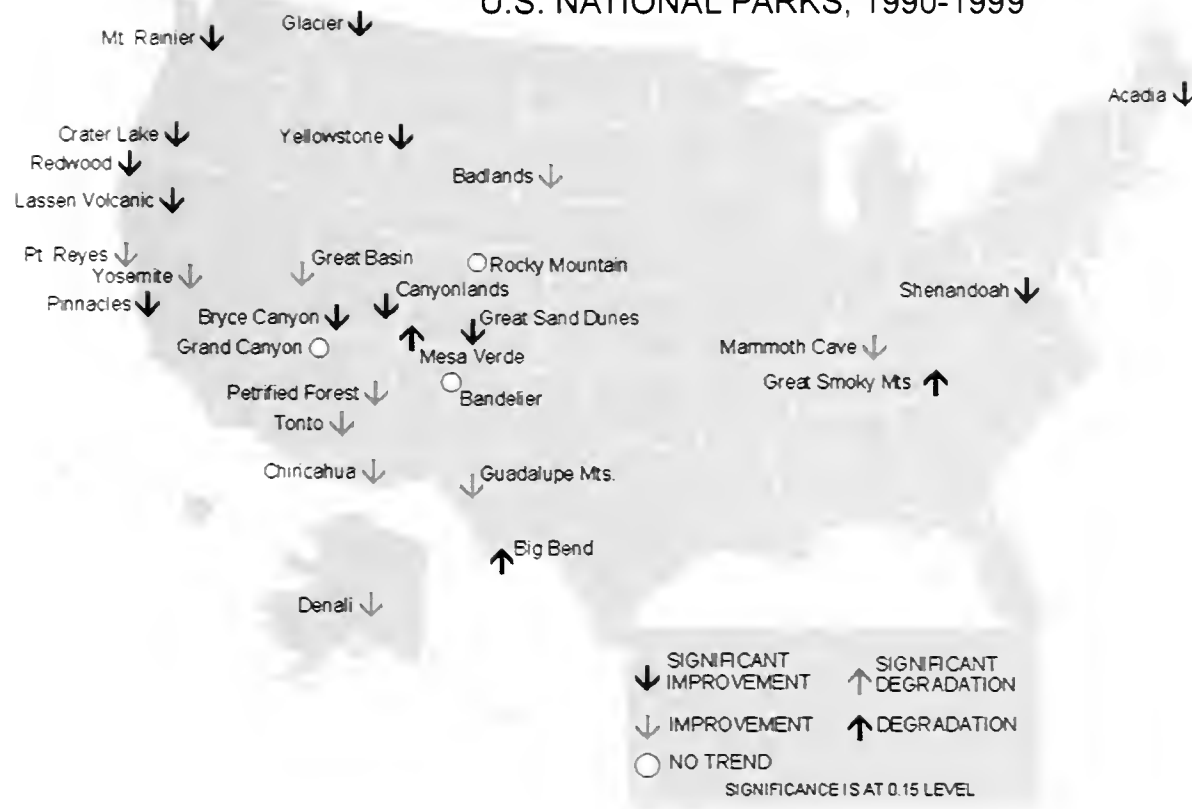 U.S. NATIONAL PARKS, 1990-1999
Glacier
Mt. Rainier
Acadia
Crater Lake
Yellowstone
Redwood
Badlands
Lassen Volcanic
Pt Reyes
Great Basin
Rocky Mountain
Yosemite
Canyonlands
Shenandoah
Pinnacles
Bryce Canyon
Great Sand Dunes
Grand Canyon
Mesa Verde
Mammoth Cave
Great Smoky Mts
Petrified Forest
Bandelier
Tonto
Chiricahua
Guadalupe Mts.
Big Bend
Denali
SIGNIFICANT
IMPROVEMENT
SIGNIFICANT
DEGRADATION
IMPROVEMENT
DEGRADATION
NO TREND
SIGNIFICANCE IS AT 0.15 LEVEL